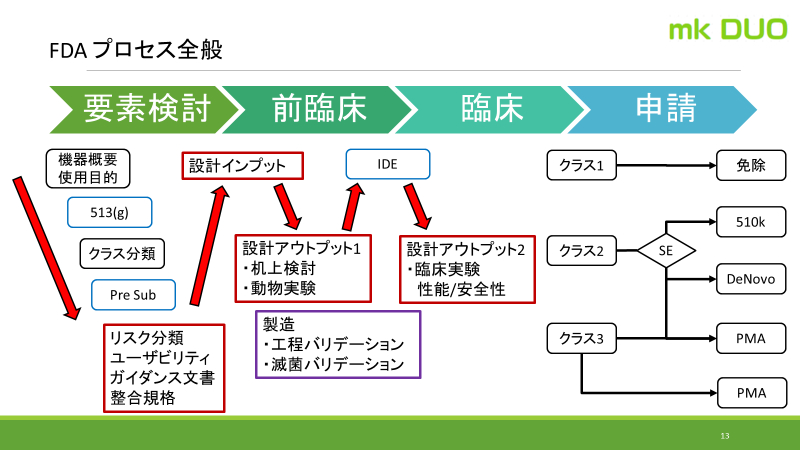 mk DUO
FDA プロセス全般
要素検討
前臨床
臨床
申請
機器概要
使用目的
513(g)
クラス分類
Pre Sub
リスク分類
ユーザビリティ
ガイダンス文書
整合規格
設計インプット
設計アウトプット1
・机上検討
・動物実験
製造
・工程バリデーション
・滅菌バリデーション
IDE
設計アウトプット2
・臨床実験
性能/安全性
クラス1
免除
クラス2
SE
510k
DeNovo
クラス3
PMA
PMA
13